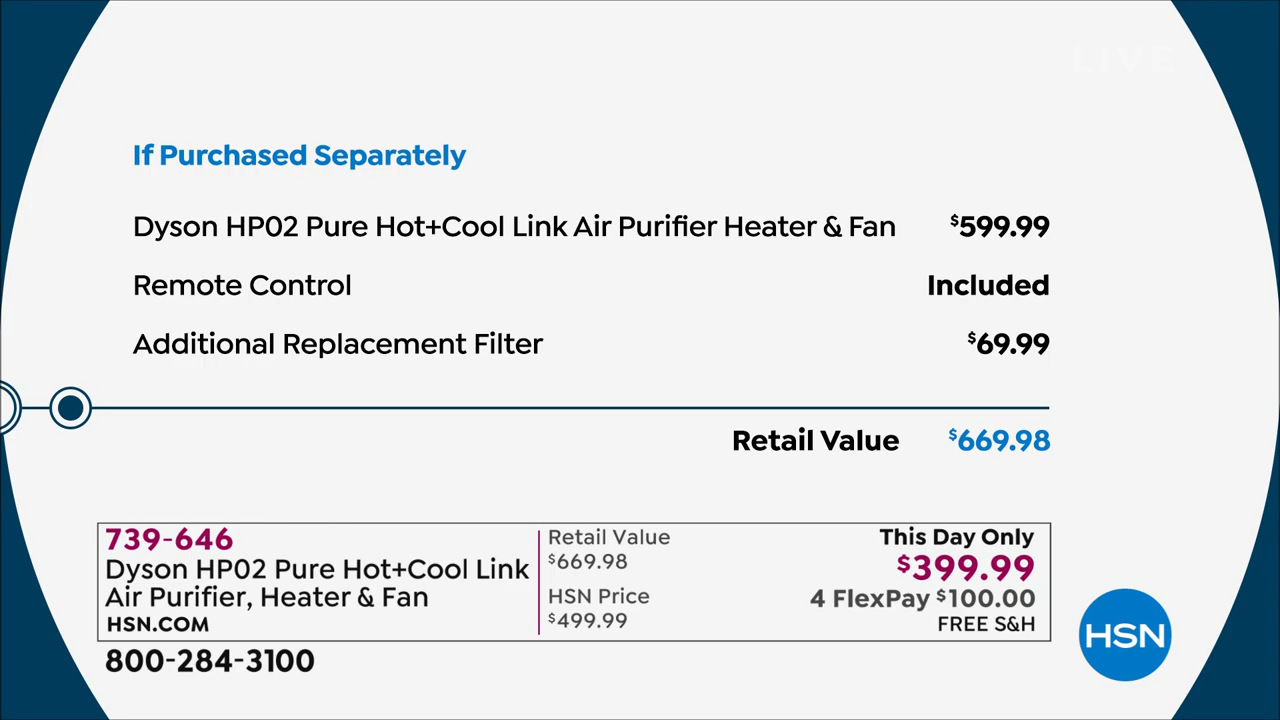 LIVE
If Purchased Separately
Dyson HP02 Pure Hot+Cool Link Air Purifier Heater & Fan $599.99
Remote Control Included
Additional Replacement Filter $69.99
Retail Value $669.98
739-646
Dyson HP02 Pure Hot+Cool Link
Air Purifier, Heater & Fan
HSN.COM
Retail Value
$669.98
HSN Price
$499.99
This Day Only
$399.99
4 FlexPay $100.00
FREE S&H
800-284-3100
HSN